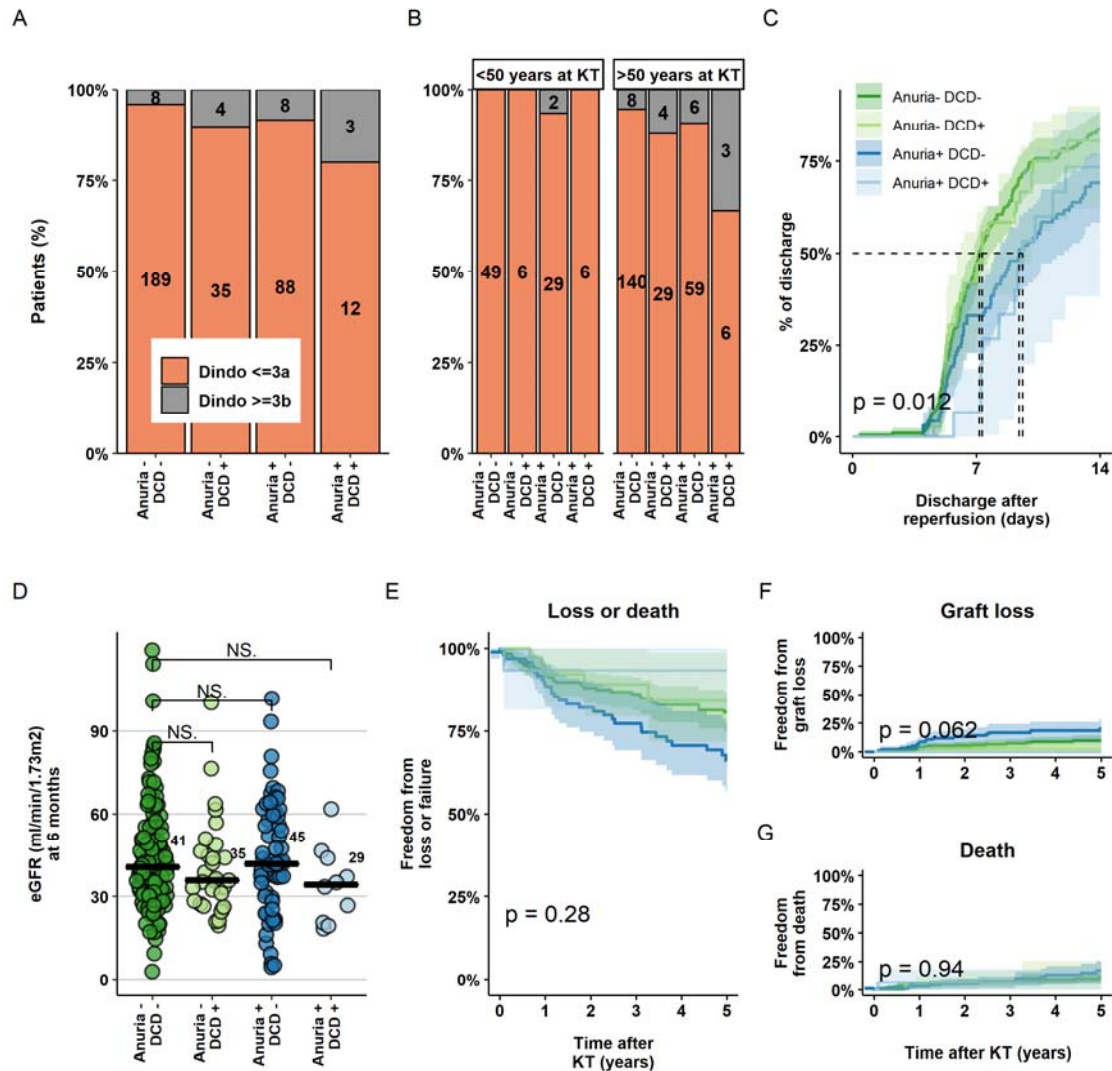 A
100%
75%
50%
25%
0%
Patients (%)
8
4
8
3
189
35
88
12
Dindo <=3a
Dindo >=3b
Anuria -
DCD -
Anuria -
DCD +
Anuria +
DCD -
Anuria +
DCD +
B
<50 years at KT
>50 years at KT
100%
75%
50%
25%
0%
2
49
6
29
6
8
4
6
3
140
29
59
6
Anuria -
DCD -
Anuria -
DCD +
Anuria +
DCD -
Anuria +
DCD +
Anuria -
DCD -
Anuria -
DCD +
Anuria +
DCD -
Anuria +
DCD +
C
Anuria- DCD-
Anuria- DCD+
Anuria+ DCD-
Anuria+ DCD+
75%
50%
25%
0%
% of discharge
p = 0.012
0
7
14
Discharge after
reperfusion (days)
D
NS.
NS.
NS.
90
60
30
0
eGFR (ml/min/1.73m2)
at 6 months
41
35
45
29
Anuria -
DCD -
Anuria -
DCD +
Anuria +
DCD -
Anuria +
DCD +
E
Loss or death
100%
75%
50%
25%
0%
Freedom from
loss or failure
p = 0.28
0
1
2
3
4
5
Time after
KT (years)
F
Graft loss
100%
75%
50%
25%
0%
Freedom from
graft loss
p = 0.062
0
1
2
3
4
5
G
Death
100%
75%
50%
25%
0%
Freedom
from death
p = 0.94
0
1
2
3
4
5
Time after KT (years)